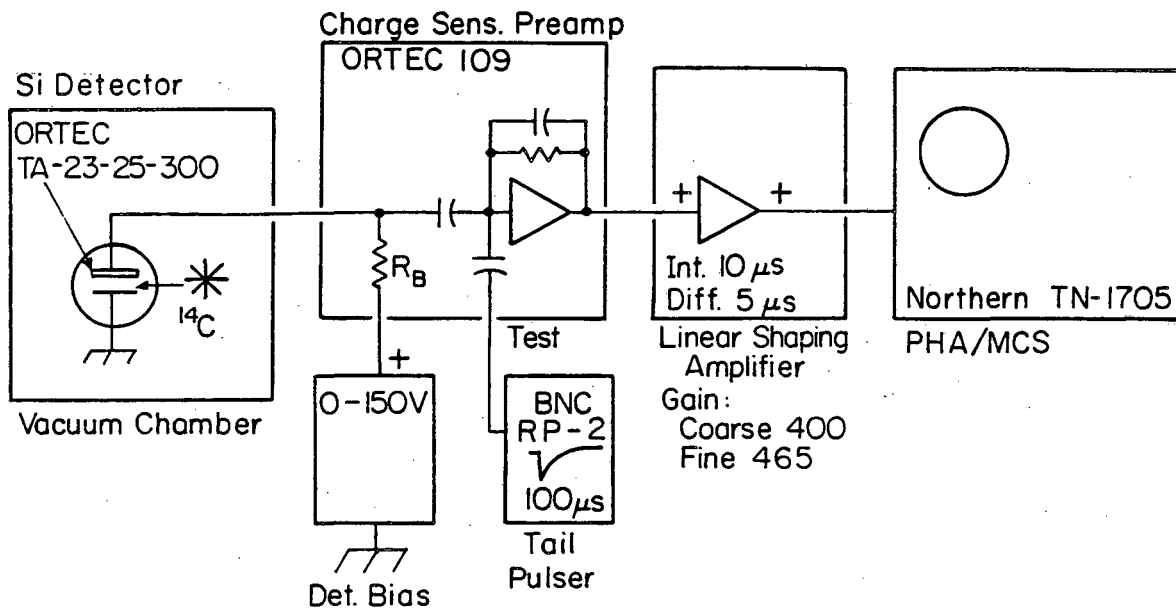 Charge Sens. Preamp
ORTEC 109
Si Detector
ORTEC
TA-23-25-300
¹⁴C
Vacuum Chamber
R_B
+
0-150V
Det. Bias
Test
BNC
RP-2
100μs
Tail
Pulser
+ +
Int. 10 μs
Diff. 5 μs
Linear Shaping
Amplifier
Gain:
Coarse 400
Fine 465
Northern TN-1705
PHA/MCS